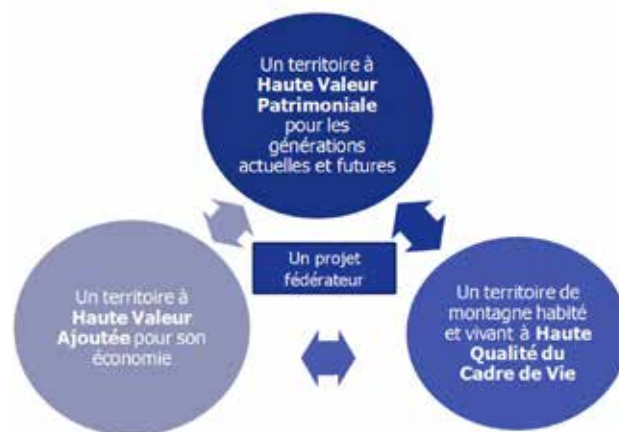 Un territoire à
Haute Valeur
Patrimoniale
pour les
générations
actuelles et futures
Un projet
fédérateur
Un territoire à
Haute Valeur
Ajoutée pour son
économie
Un territoire de
montagne habité
et vivant à Haute
Qualité du
Cadre de Vie